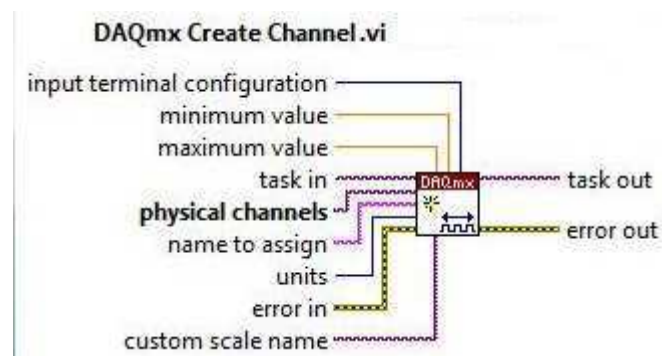 DAQmx Create Channel.vi
input terminal configuration
minimum value
maximum value
task in
DAQmx
task out
physical channels
name to assign
error out
units
error in
custom scale name